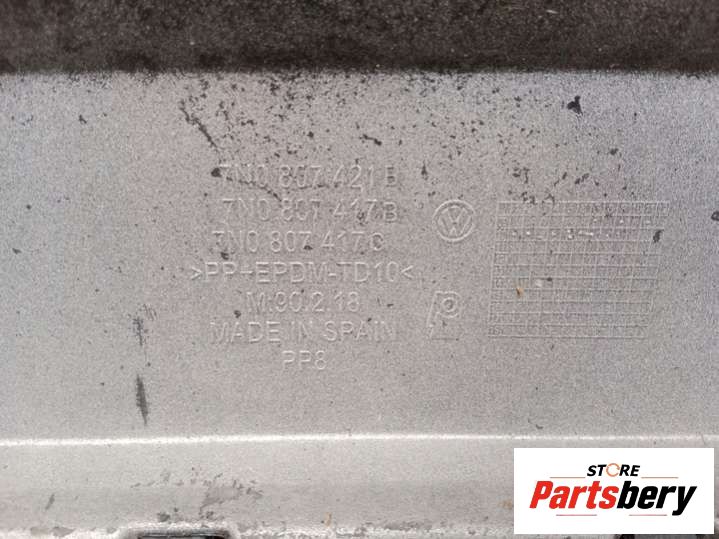 7N0 807 421 B
7N0 807 417 B
7N0 807 417 C
>PP+EPDM-TD10<
M.90.2.18
MADE IN SPAIN
PP8
STORE
Partsbery